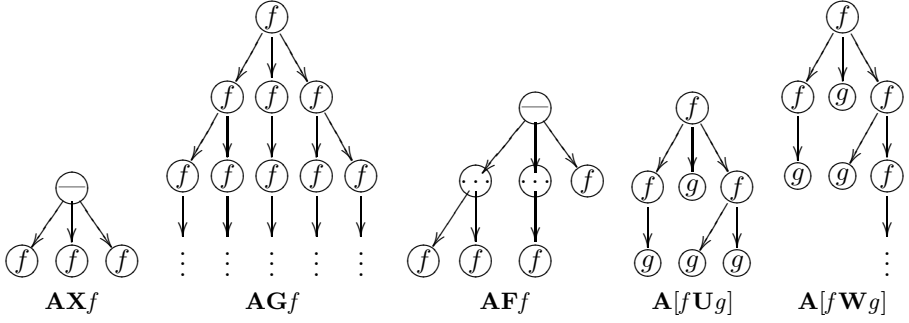 —
f f f
AXf
f
f f f
f f f f f
⋮ ⋮ ⋮ ⋮ ⋮
AGf
—
··· ··· f
f f f
AFf
f
f g f
g g g
A[fUg]
f
f g f
g g f
⋮
A[fWg]